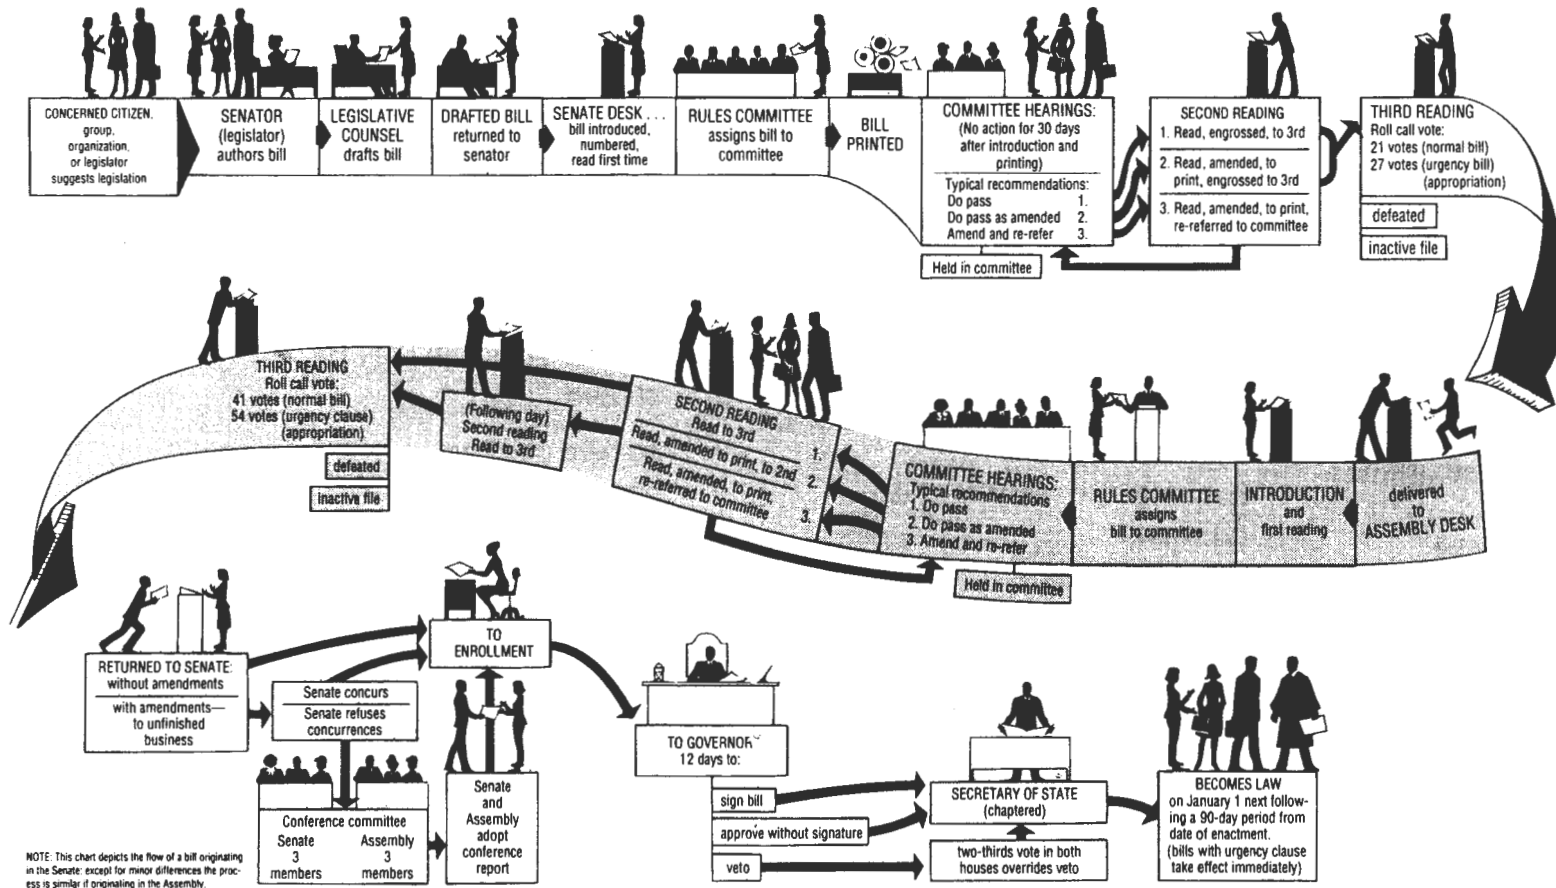 CONCERNED CITIZEN,
group,
organization,
or legislator
suggests legislation
SENATOR
(legislator)
authors bill
LEGISLATIVE
COUNSEL
drafts bill
DRAFTED BILL
returned to
senator
SENATE DESK . . .
bill introduced,
numbered,
read first time
RULES COMMITTEE
assigns bill to
committee
BILL
PRINTED
COMMITTEE HEARINGS:
(No action for 30 days
after introduction and
printing)
Typical recommendations:
Do pass 1.
Do pass as amended 2.
Amend and re-refer 3.
Held in committee
SECOND READING
1. Read, engrossed, to 3rd
2. Read, amended, to
print, engrossed to 3rd
3. Read, amended, to print,
re-referred to committee
THIRD READING
Roll call vote:
21 votes (normal bill)
27 votes (urgency bill)
(appropriation)
defeated
inactive file
delivered
to
ASSEMBLY DESK
INTRODUCTION
and
first reading
RULES COMMITTEE
assigns
bill to committee
COMMITTEE HEARINGS:
Typical recommendations
1. Do pass
2. Do pass as amended
3. Amend and re-refer
Held in committee
SECOND READING
Read to 3rd 1.
Read, amended to print, to 2nd 2.
Read, amended, to print,
re-referred to committee 3.
(Following day)
Second reading
Read to 3rd
THIRD READING
Roll call vote:
41 votes (normal bill)
54 votes (urgency clause)
(appropriation)
defeated
inactive file
RETURNED TO SENATE:
without amendments
with amendments—
to unfinished
business
Senate concurs
Senate refuses
concurrences
Conference committee
Senate Assembly
3 3
members members
Senate
and
Assembly
adopt
conference
report
TO
ENROLLMENT
TO GOVERNOR
12 days to:
sign bill
approve without signature
veto
SECRETARY OF STATE
(chaptered)
two-thirds vote in both
houses overrides veto
BECOMES LAW
on January 1 next follow-
ing a 90-day period from
date of enactment.
(bills with urgency clause
take effect immediately)
NOTE: This chart depicts the flow of a bill originating
in the Senate; except for minor differences the proc-
ess is similar if originating in the Assembly.